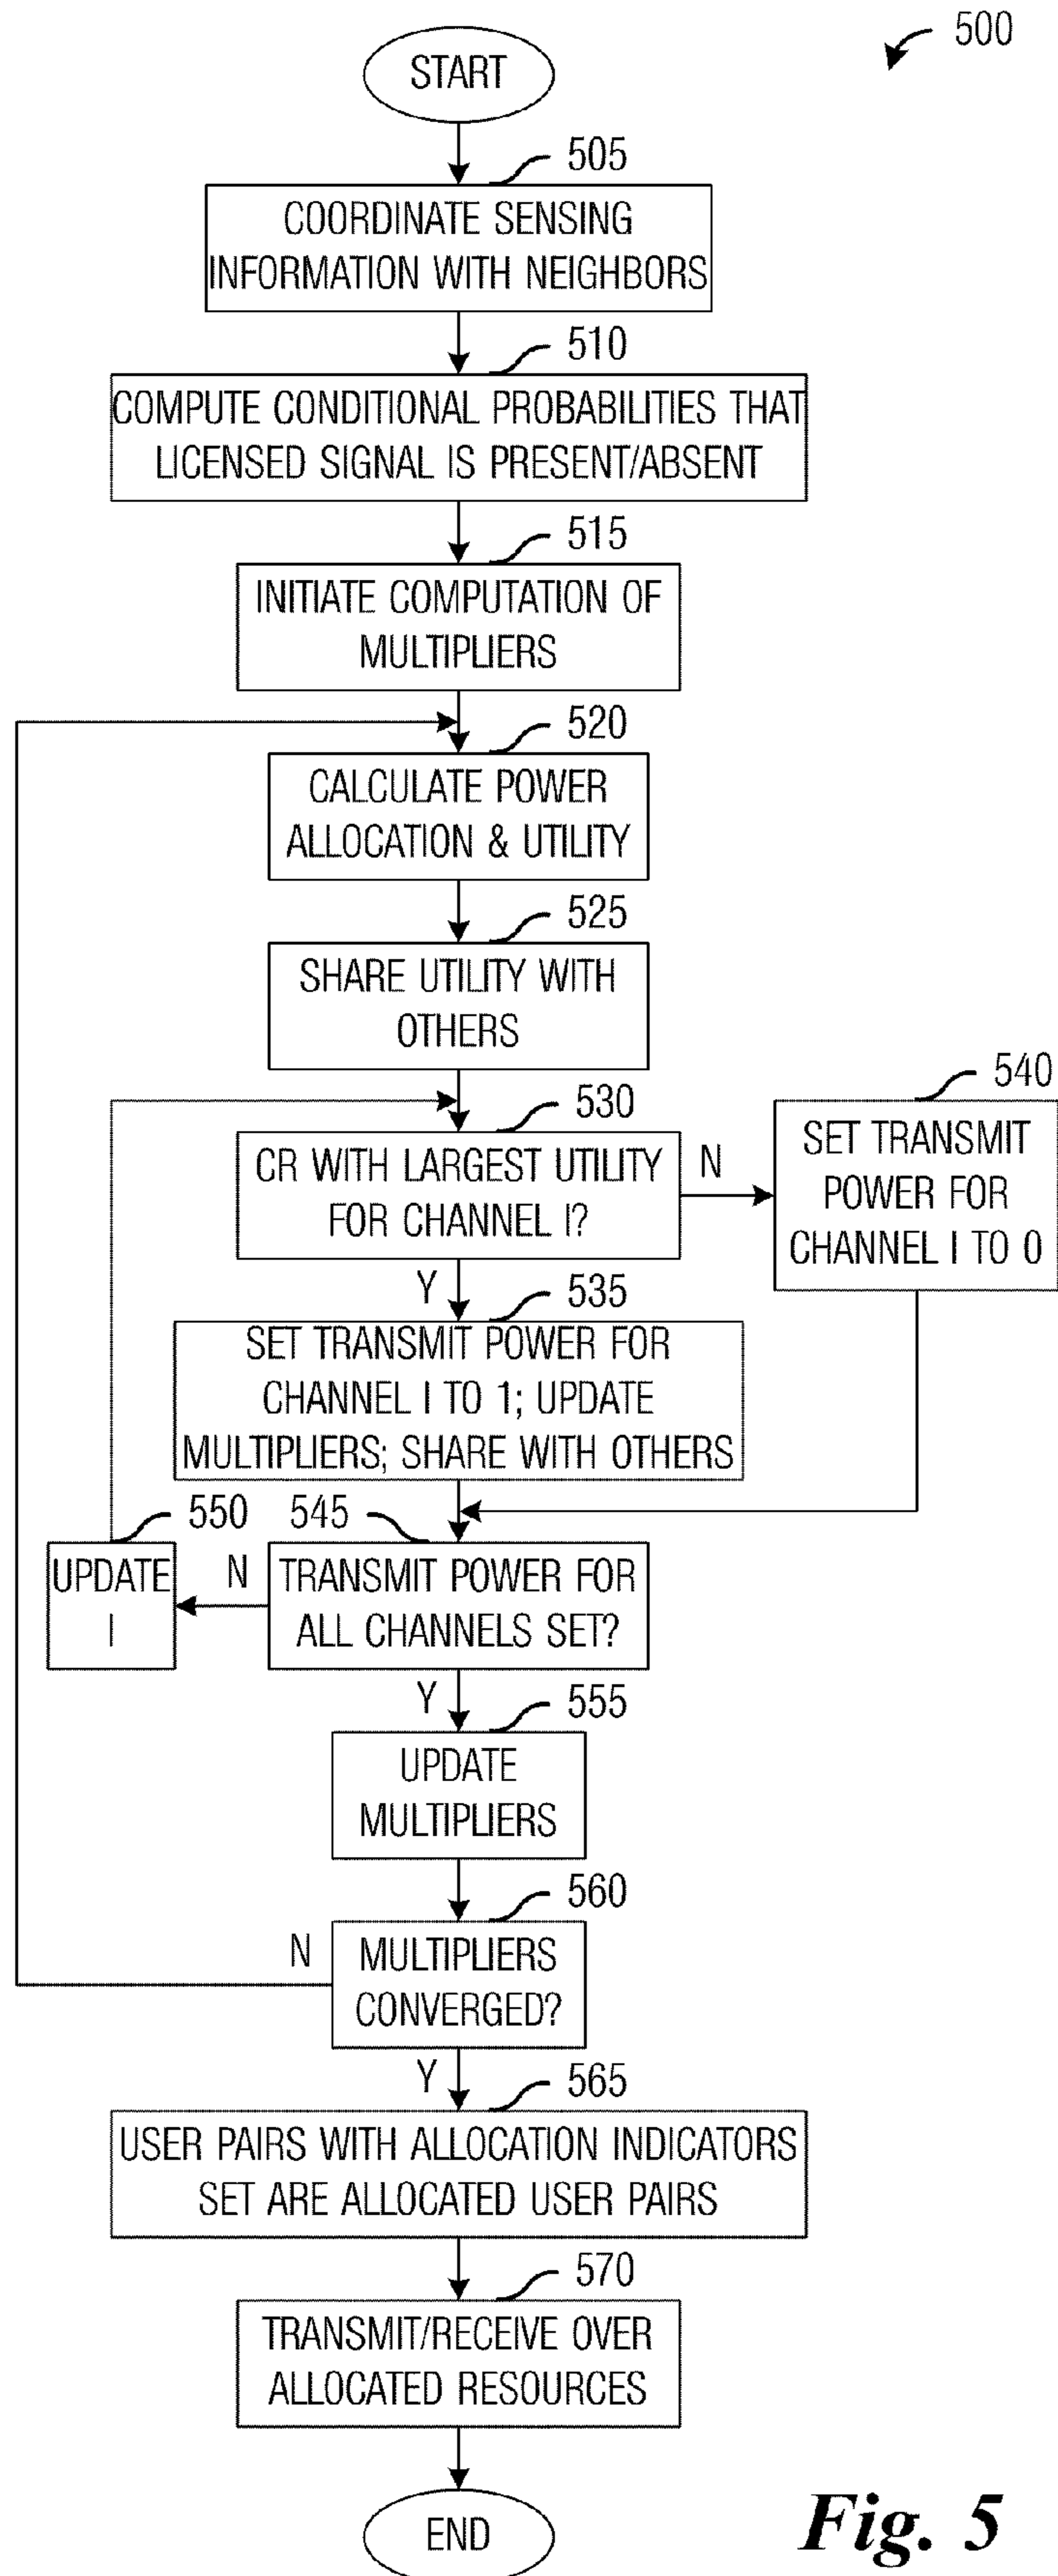 500
START
505
COORDINATE SENSING
INFORMATION WITH NEIGHBORS
510
COMPUTE CONDITIONAL PROBABILITIES THAT
LICENSED SIGNAL IS PRESENT/ABSENT
515
INITIATE COMPUTATION OF
MULTIPLIERS
520
CALCULATE POWER
ALLOCATION & UTILITY
525
SHARE UTILITY WITH
OTHERS
530
CR WITH LARGEST UTILITY
FOR CHANNEL I?
N
540
SET TRANSMIT
POWER FOR
CHANNEL I TO 0
Y
535
SET TRANSMIT POWER FOR
CHANNEL I TO 1; UPDATE
MULTIPLIERS; SHARE WITH OTHERS
550
UPDATE
I
N
545
TRANSMIT POWER FOR
ALL CHANNELS SET?
Y
555
UPDATE
MULTIPLIERS
560
N
MULTIPLIERS
CONVERGED?
Y
565
USER PAIRS WITH ALLOCATION INDICATORS
SET ARE ALLOCATED USER PAIRS
570
TRANSMIT/RECEIVE OVER
ALLOCATED RESOURCES
END
Fig. 5